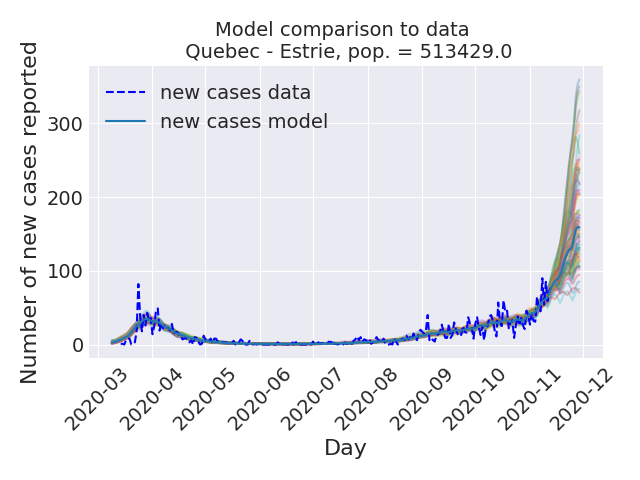 Model comparison to data
Quebec - Estrie, pop. = 513429.0
Number of new cases reported
new cases data
new cases model
300
200
100
0
2020-03
2020-04
2020-05
2020-06
2020-07
2020-08
2020-09
2020-10
2020-11
2020-12
Day